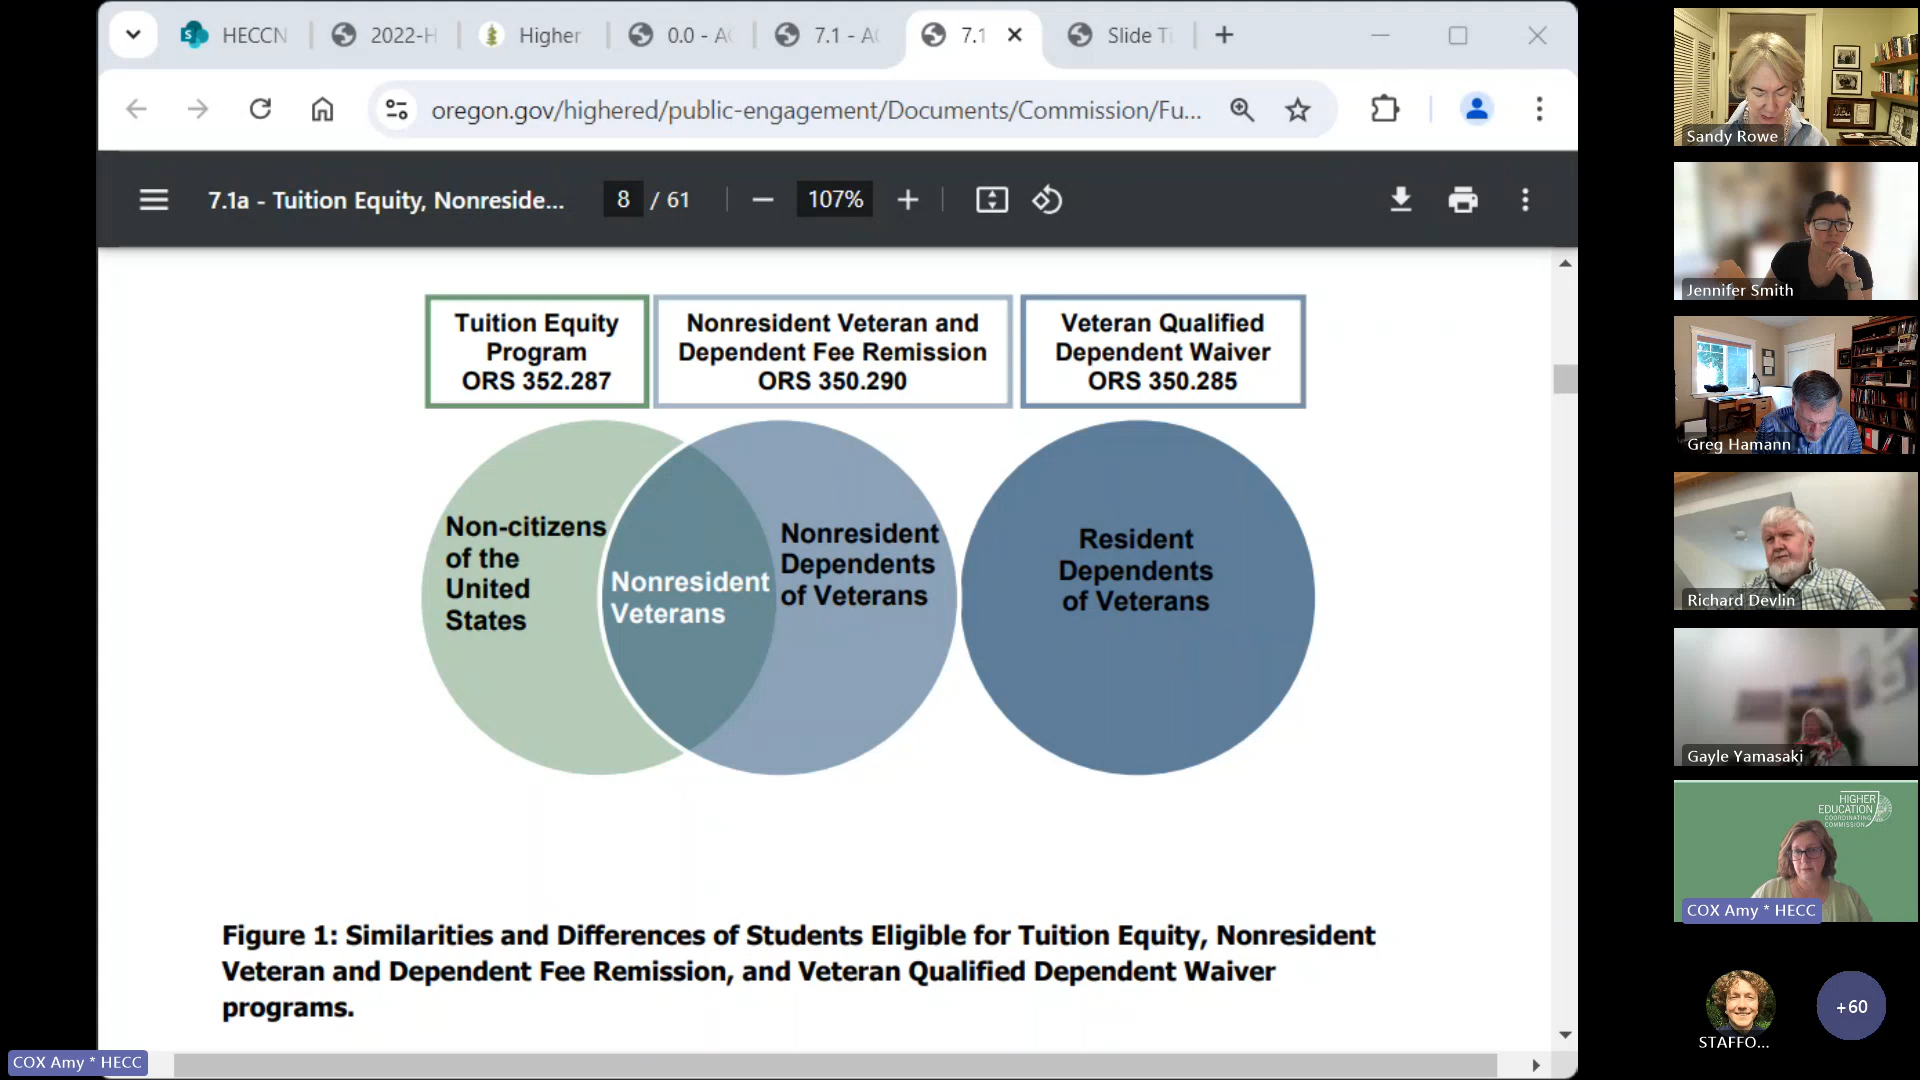 HECCN
2022-H
Higher
0.0 - AC
7.1 - AC
7.1
Slide Ti
oregon.gov/highered/public-engagement/Documents/Commission/Fu...
7.1a - Tuition Equity, Nonreside...
8 / 61
107%
Tuition Equity
Program
ORS 352.287
Nonresident Veteran and
Dependent Fee Remission
ORS 350.290
Veteran Qualified
Dependent Waiver
ORS 350.285
Non-citizens
of the
United
States
Nonresident
Veterans
Nonresident
Dependents
of Veterans
Resident
Dependents
of Veterans
Figure 1: Similarities and Differences of Students Eligible for Tuition Equity, Nonresident
Veteran and Dependent Fee Remission, and Veteran Qualified Dependent Waiver
programs.
COX Amy * HECC
Sandy Rowe
Jennifer Smith
Greg Hamann
Richard Devlin
Gayle Yamasaki
HIGHER
EDUCATION
COORDINATING
COMMISSION
COX Amy * HECC
STAFFO...
+60